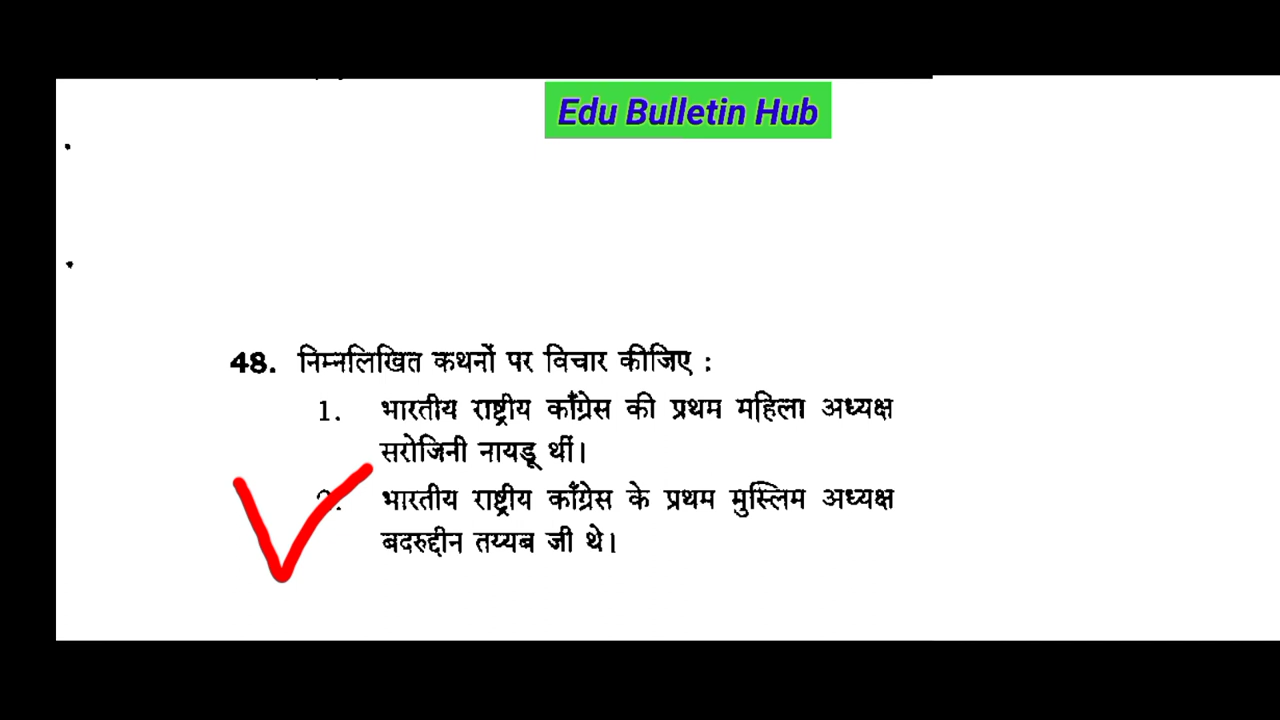 Edu Bulletin Hub
48. निम्नलिखित कथनों पर विचार कीजिए :
1. भारतीय राष्ट्रीय काँग्रेस की प्रथम महिला अध्यक्ष
सरोजिनी नायडू थीं।
2. भारतीय राष्ट्रीय काँग्रेस के प्रथम मुस्लिम अध्यक्ष
बदरुद्दीन तय्यब जी थे।